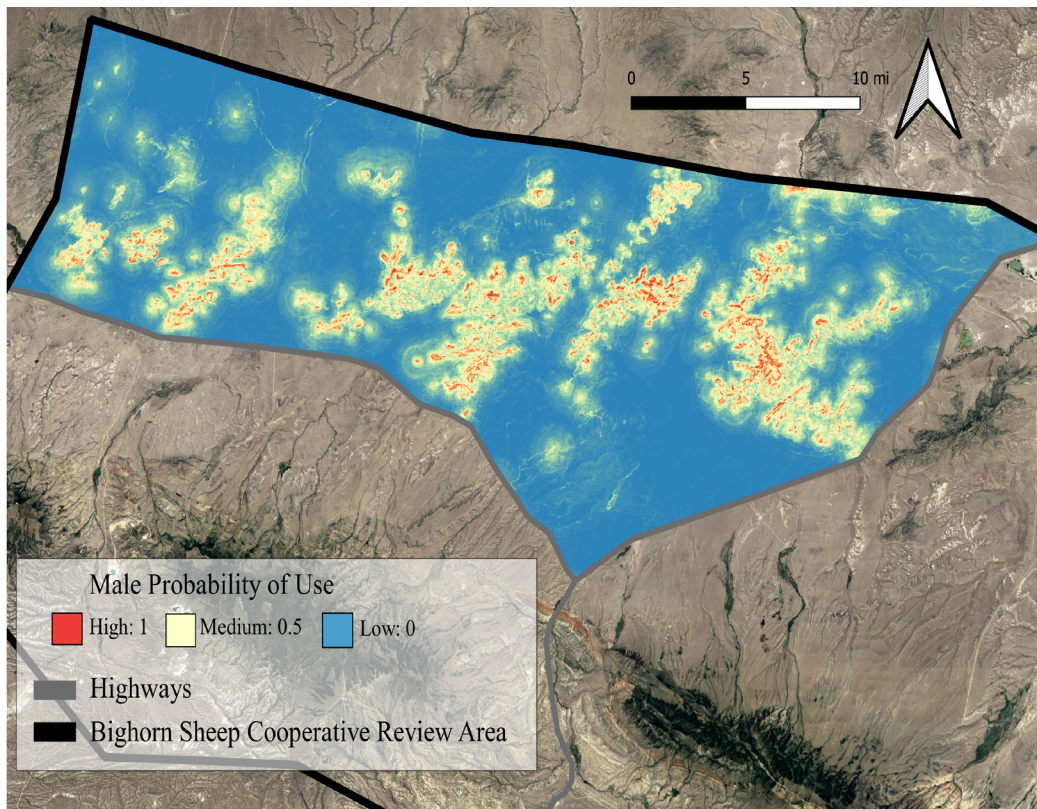 0 5 10 mi
Male Probability of Use
High: 1 Medium: 0.5 Low: 0
Highways
Bighorn Sheep Cooperative Review Area